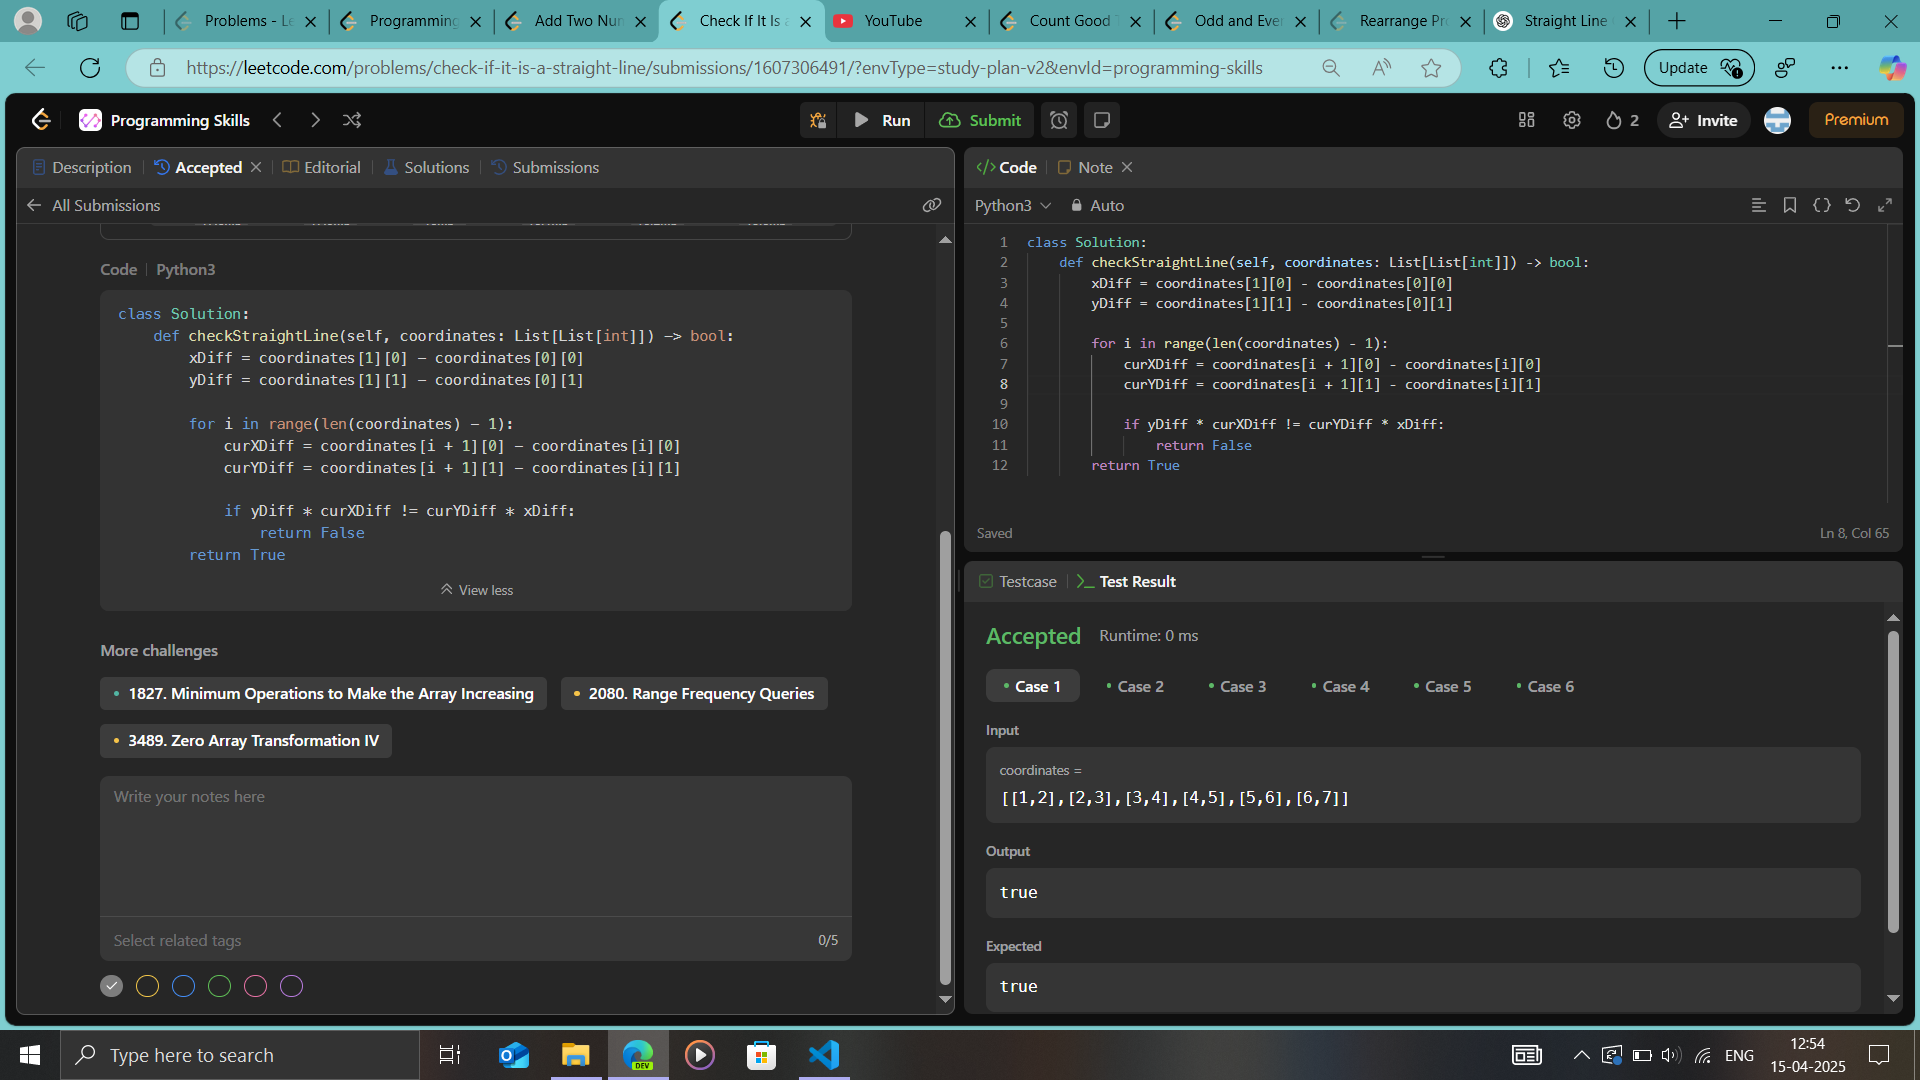 Problems - Le
Programming
Add Two Nun
Check If It Is a
YouTube
Count Good T
Odd and Ever
Rearrange Pr
Straight Line
https://leetcode.com/problems/check-if-it-is-a-straight-line/submissions/1607306491/?envType=study-plan-v2&envId=programming-skills
Update
Programming Skills
Run
Submit
2
Invite
Premium
Description
Accepted
Editorial
Solutions
Submissions
All Submissions
Code
Python3
class Solution:
def checkStraightLine(self, coordinates: List[List[int]]) -> bool:
xDiff = coordinates[1][0] - coordinates[0][0]
yDiff = coordinates[1][1] - coordinates[0][1]
for i in range(len(coordinates) - 1):
curXDiff = coordinates[i + 1][0] - coordinates[i][0]
curYDiff = coordinates[i + 1][1] - coordinates[i][1]
if yDiff * curXDiff != curYDiff * xDiff:
return False
return True
View less
More challenges
1827. Minimum Operations to Make the Array Increasing
2080. Range Frequency Queries
3489. Zero Array Transformation IV
Write your notes here
Select related tags
0/5
Code
Note
Python3
Auto
1 class Solution:
2 def checkStraightLine(self, coordinates: List[List[int]]) -> bool:
3 xDiff = coordinates[1][0] - coordinates[0][0]
4 yDiff = coordinates[1][1] - coordinates[0][1]
5
6 for i in range(len(coordinates) - 1):
7 curXDiff = coordinates[i + 1][0] - coordinates[i][0]
8 curYDiff = coordinates[i + 1][1] - coordinates[i][1]
9
10 if yDiff * curXDiff != curYDiff * xDiff:
11 return False
12 return True
Saved
Ln 8, Col 65
Testcase
Test Result
Accepted
Runtime: 0 ms
Case 1
Case 2
Case 3
Case 4
Case 5
Case 6
Input
coordinates =
[[1,2],[2,3],[3,4],[4,5],[5,6],[6,7]]
Output
true
Expected
true
Type here to search
DEV
ENG
12:54
15-04-2025